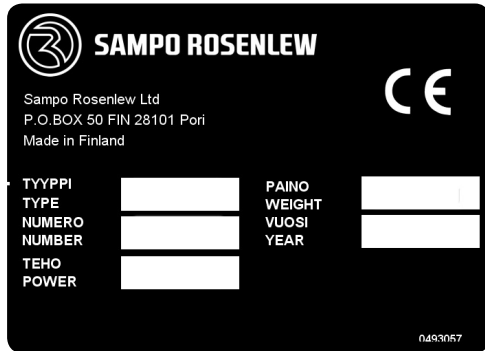 SAMPO ROSENLEW
CE
Sampo Rosenlew Ltd
P.O.BOX 50 FIN 28101 Pori
Made in Finland
TYYPPI
TYPE
NUMERO
NUMBER
TEHO
POWER
PAINO
WEIGHT
VUOSI
YEAR
0493057